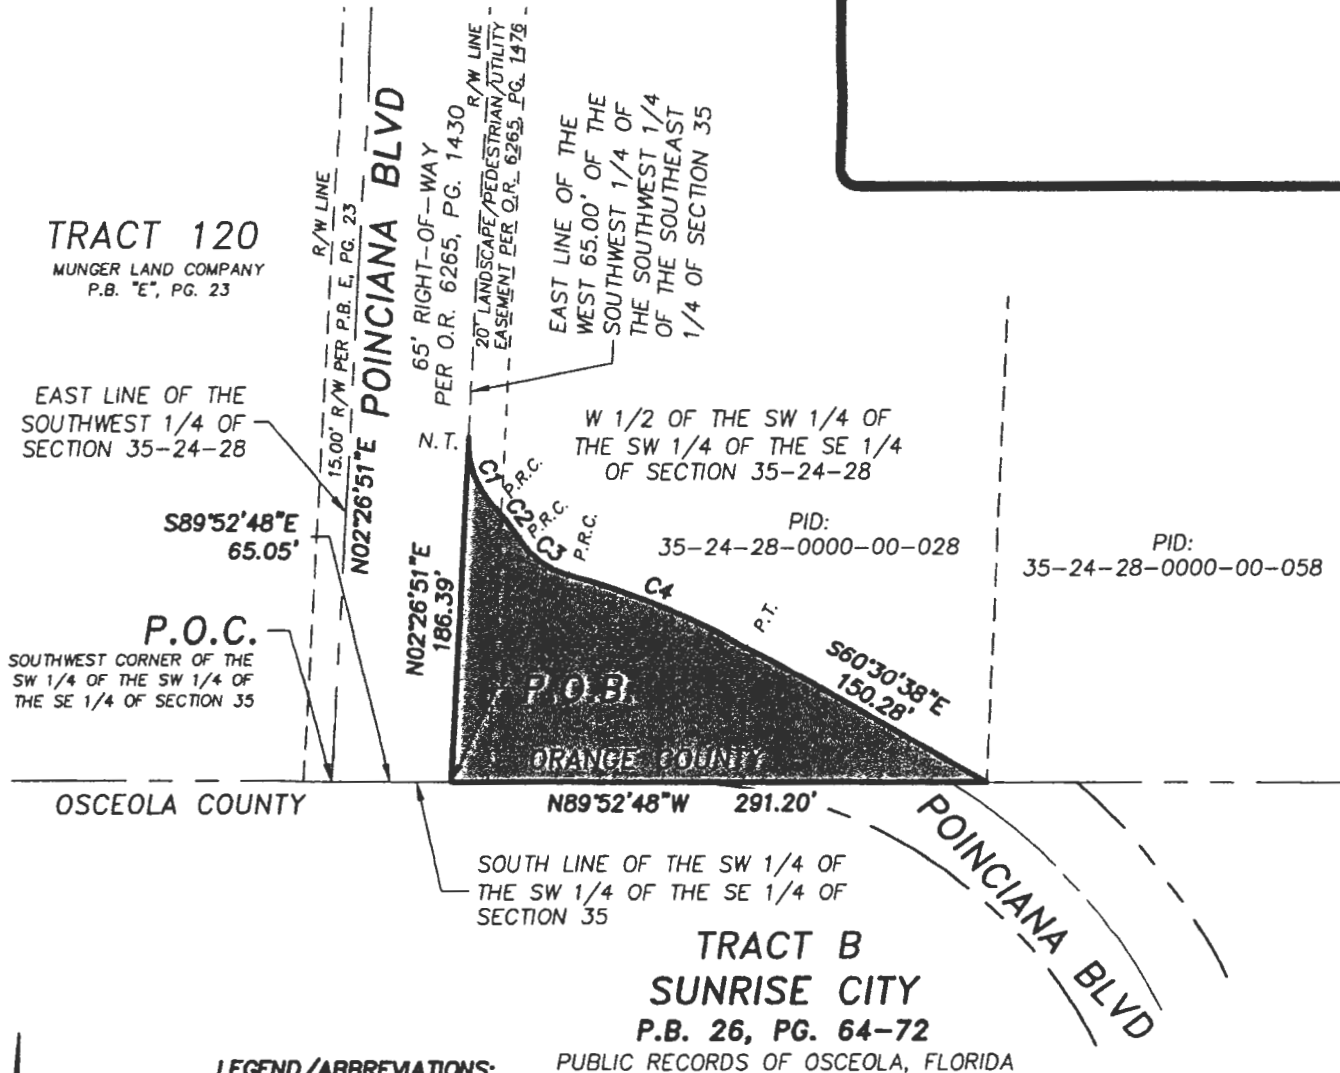 TRACT 120
MUNGER LAND COMPANY
P.B. "E", PG. 23
R/W LINE
15.00' R/W PER P.B. E, PG. 23
N02°26'51"E POINCIANA BLVD
65' RIGHT-OF-WAY
PER O.R. 6265, PG. 1430
R/W LINE
20' LANDSCAPE/PEDESTRIAN/UTILITY
EASEMENT PER O.R. 6265, PG. 1476
EAST LINE OF THE
WEST 65.00' OF THE
SOUTHWEST 1/4 OF
THE SOUTHWEST 1/4
OF THE SOUTHEAST
1/4 OF SECTION 35
EAST LINE OF THE
SOUTHWEST 1/4 OF
SECTION 35-24-28
N.T.
W 1/2 OF THE SW 1/4 OF
THE SW 1/4 OF THE SE 1/4
OF SECTION 35-24-28
C1
P.R.C.
C2
P.R.C.
C3
P.R.C.
C4
P.T.
PID:
35-24-28-0000-00-028
PID:
35-24-28-0000-00-058
S89°52'48"E
65.05'
N02°26'51"E
186.39'
S60°30'38"E
150.28'
P.O.C.
SOUTHWEST CORNER OF THE
SW 1/4 OF THE SW 1/4 OF
THE SE 1/4 OF SECTION 35
P.O.B.
ORANGE COUNTY
OSCEOLA COUNTY
N89°52'48"W 291.20'
POINCIANA BLVD
SOUTH LINE OF THE SW 1/4 OF
THE SW 1/4 OF THE SE 1/4 OF
SECTION 35
TRACT B
SUNRISE CITY
P.B. 26, PG. 64-72
PUBLIC RECORDS OF OSCEOLA, FLORIDA
LEGEND/ABBREVIATIONS: